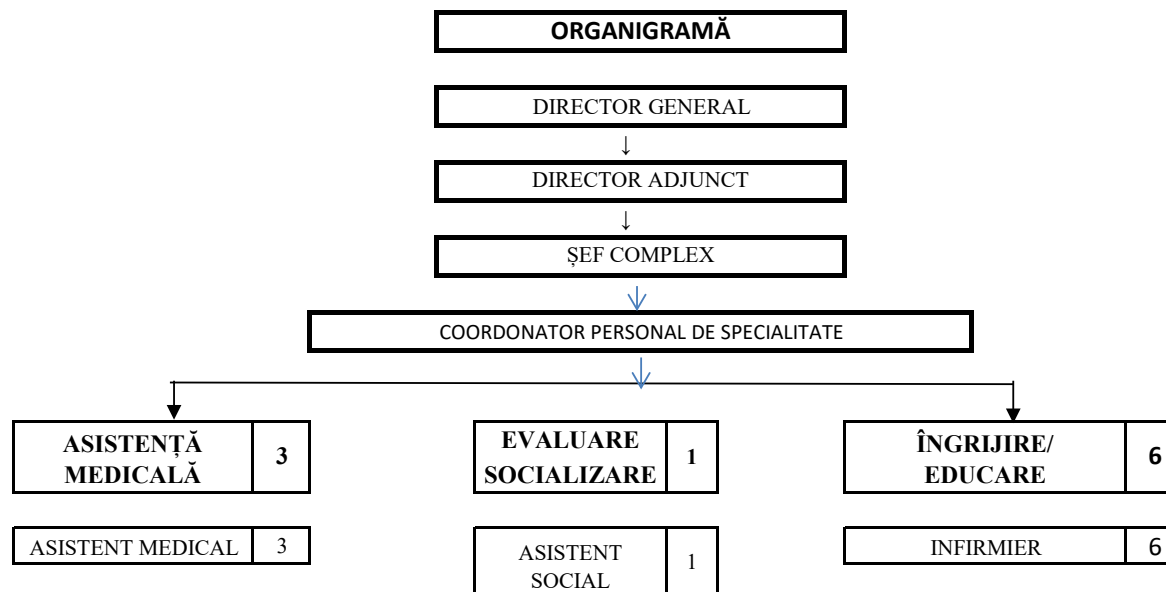 ORGANIGRAMĂ
DIRECTOR GENERAL
↓
DIRECTOR ADJUNCT
↓
ȘEF COMPLEX
COORDONATOR PERSONAL DE SPECIALITATE
ASISTENȚĂ
MEDICALĂ
3
EVALUARE
SOCIALIZARE
1
ÎNGRIJIRE/
EDUCARE
6
ASISTENT MEDICAL 3
ASISTENT
SOCIAL
1
INFIRMIER 6